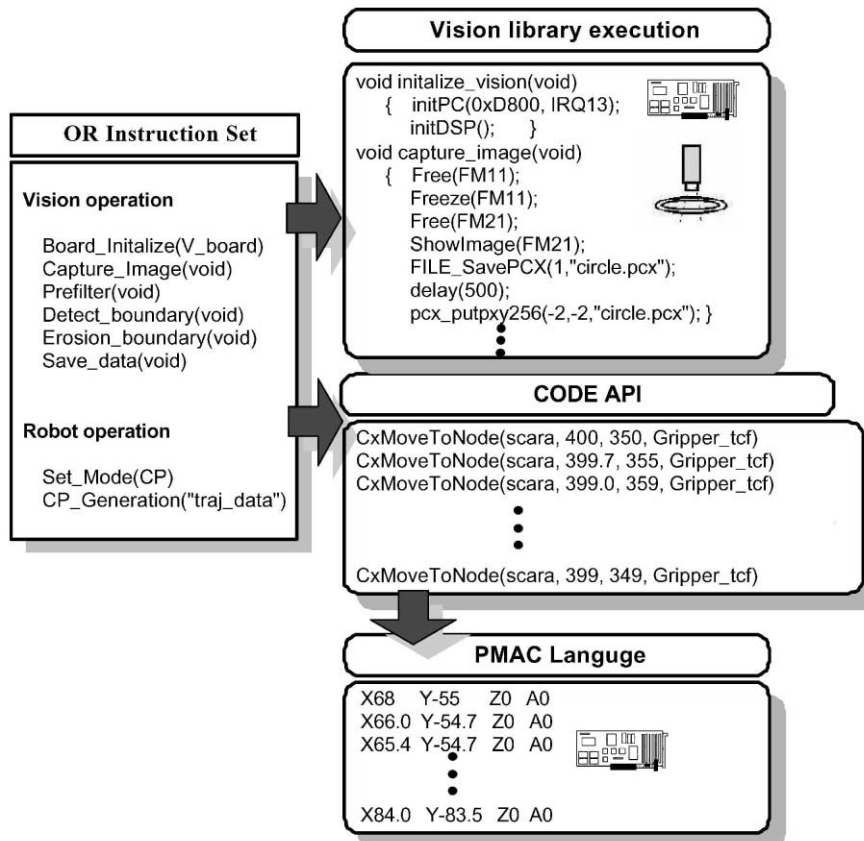 OR Instruction Set
Vision operation
Board_Initalize(V_board)
Capture_Image(void)
Prefilter(void)
Detect_boundary(void)
Erosion_boundary(void)
Save_data(void)
Robot operation
Set_Mode(CP)
CP_Generation("traj_data")
Vision library execution
void initalize_vision(void)
{ initPC(0xD800, IRQ13);
initDSP(); }
void capture_image(void)
{ Free(FM11);
Freeze(FM11);
Free(FM21);
ShowImage(FM21);
FILE_SavePCX(1,"circle.pcx");
delay(500);
pcx_putpxy256(-2,-2,"circle.pcx"); }
CODE API
CxMoveToNode(scara, 400, 350, Gripper_tcf)
CxMoveToNode(scara, 399.7, 355, Gripper_tcf)
CxMoveToNode(scara, 399.0, 359, Gripper_tcf)
CxMoveToNode(scara, 399, 349, Gripper_tcf)
PMAC Languge
X68 Y-55 Z0 A0
X66.0 Y-54.7 Z0 A0
X65.4 Y-54.7 Z0 A0
X84.0 Y-83.5 Z0 A0